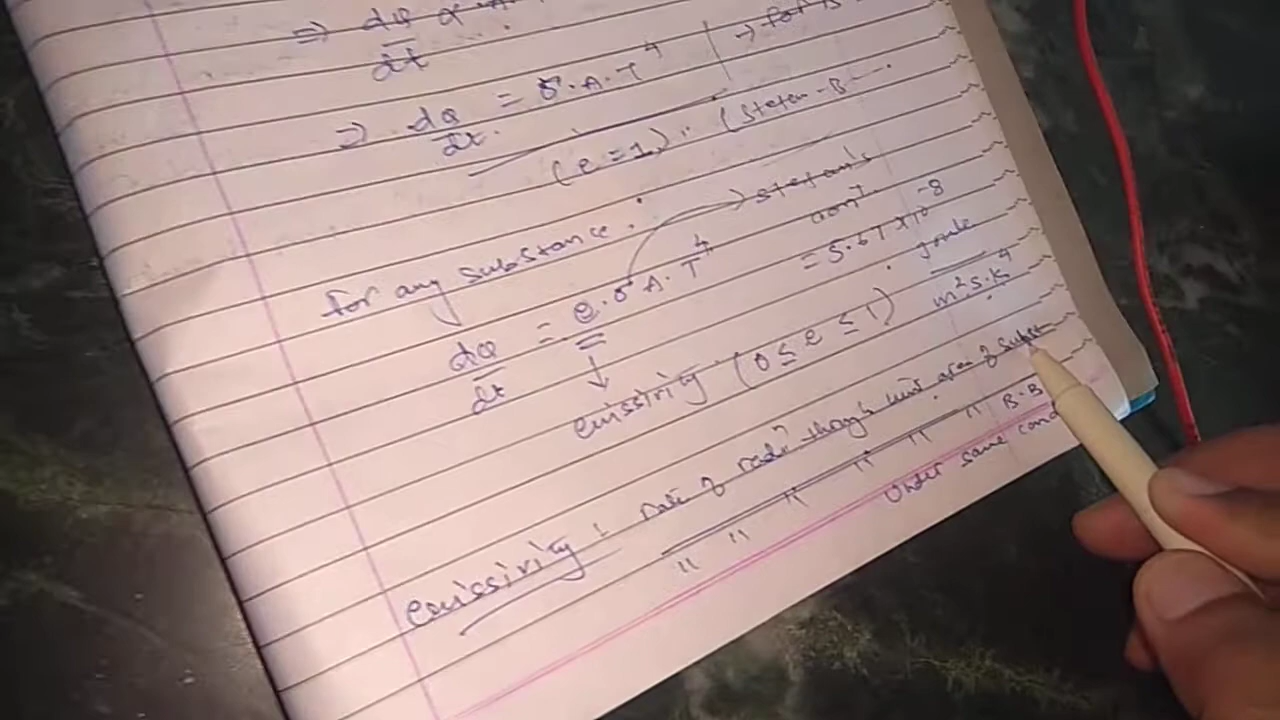 ⇒ dQ/dt ∝
⇒ dQ/dt = σ.A.T⁴ | → for
(e = 1). (Stefan-B----.
for any substance: → stefan's const
dQ/dt = e.σ.A.T⁴ = 5.67 × 10⁻⁸ joule/m².s.K⁴
↓
emissivity (0 ≤ e ≤ 1)
emissivity: rate of radiⁿ through unit area of subst
" " " " " " B.B
Under same cond